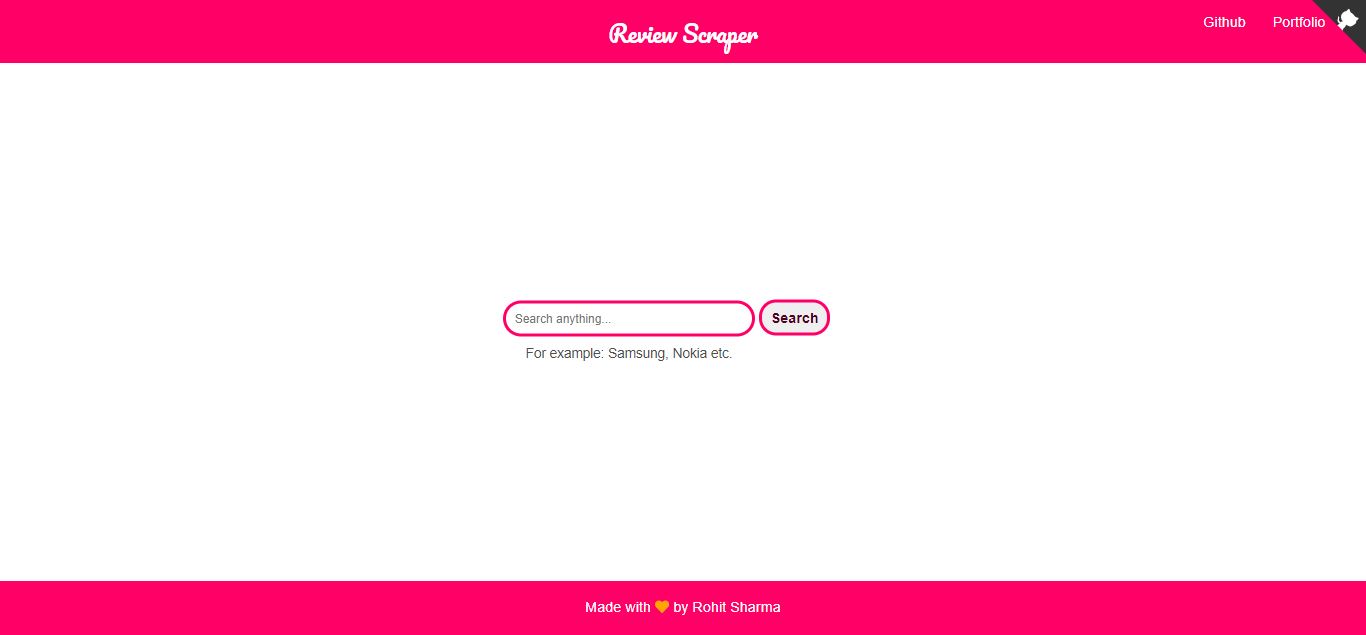 Review Scraper
Github Portfolio
Search anything...
Search
For example: Samsung, Nokia etc.
Made with 🧡 by Rohit Sharma